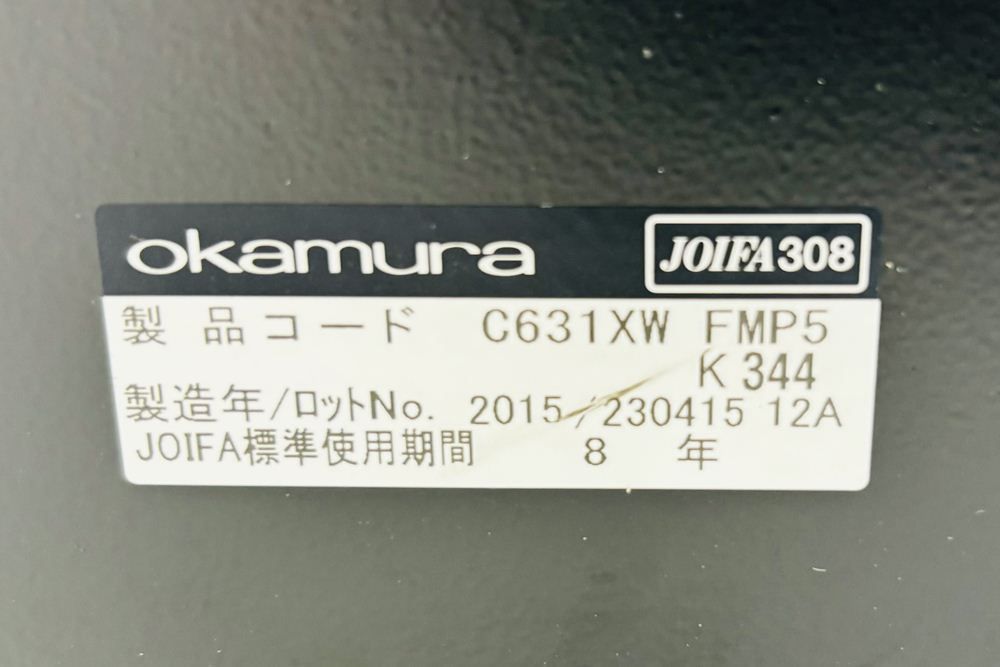 okamura JOIFA308
製品コード C631XW FMP5
K344
製造年/ロットNo. 2015/230415 12A
JOIFA標準使用期間 8 年